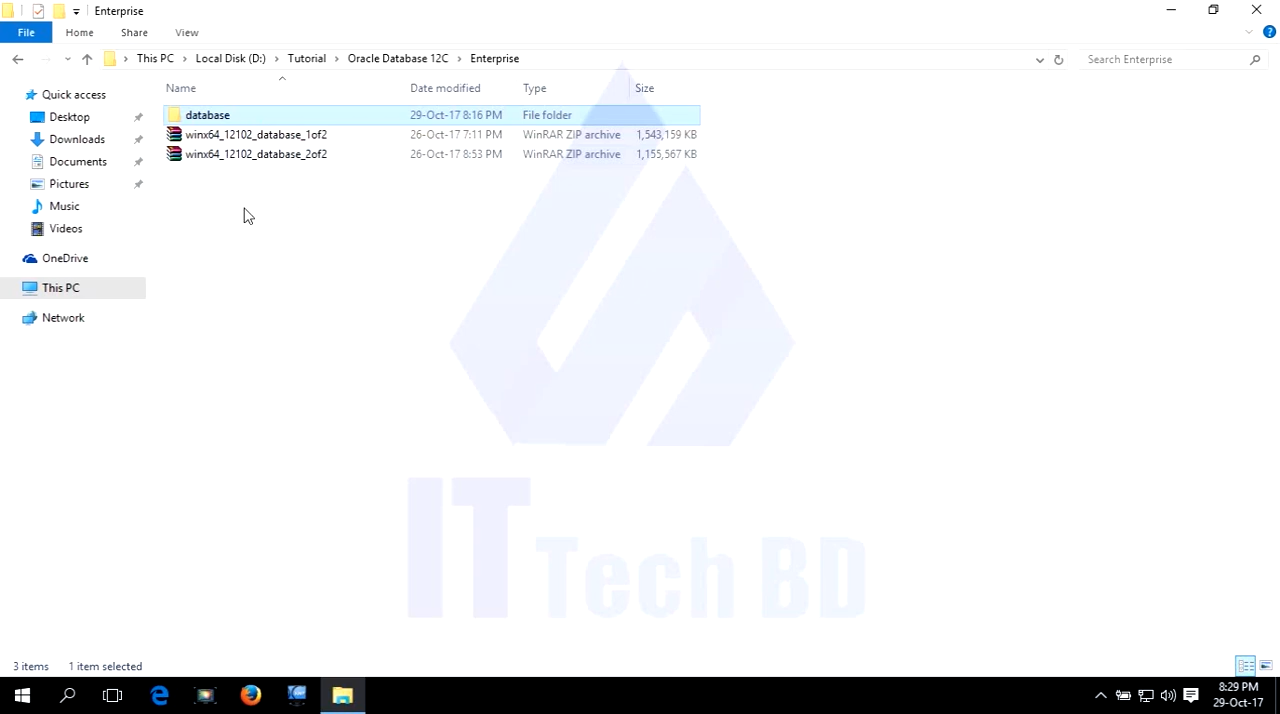 Enterprise
File Home Share View
This PC Local Disk (D:) Tutorial Oracle Database 12C Enterprise Search Enterprise
Name Date modified Type Size
Quick access
Desktop
Downloads
Documents
Pictures
Music
Videos
OneDrive
This PC
Network
database 29-Oct-17 8:16 PM File folder
winx64_12102_database_1of2 26-Oct-17 7:11 PM WinRAR ZIP archive 1,543,159 KB
winx64_12102_database_2of2 26-Oct-17 8:53 PM WinRAR ZIP archive 1,155,567 KB
IT Tech BD
3 items 1 item selected
8:29 PM
29-Oct-17